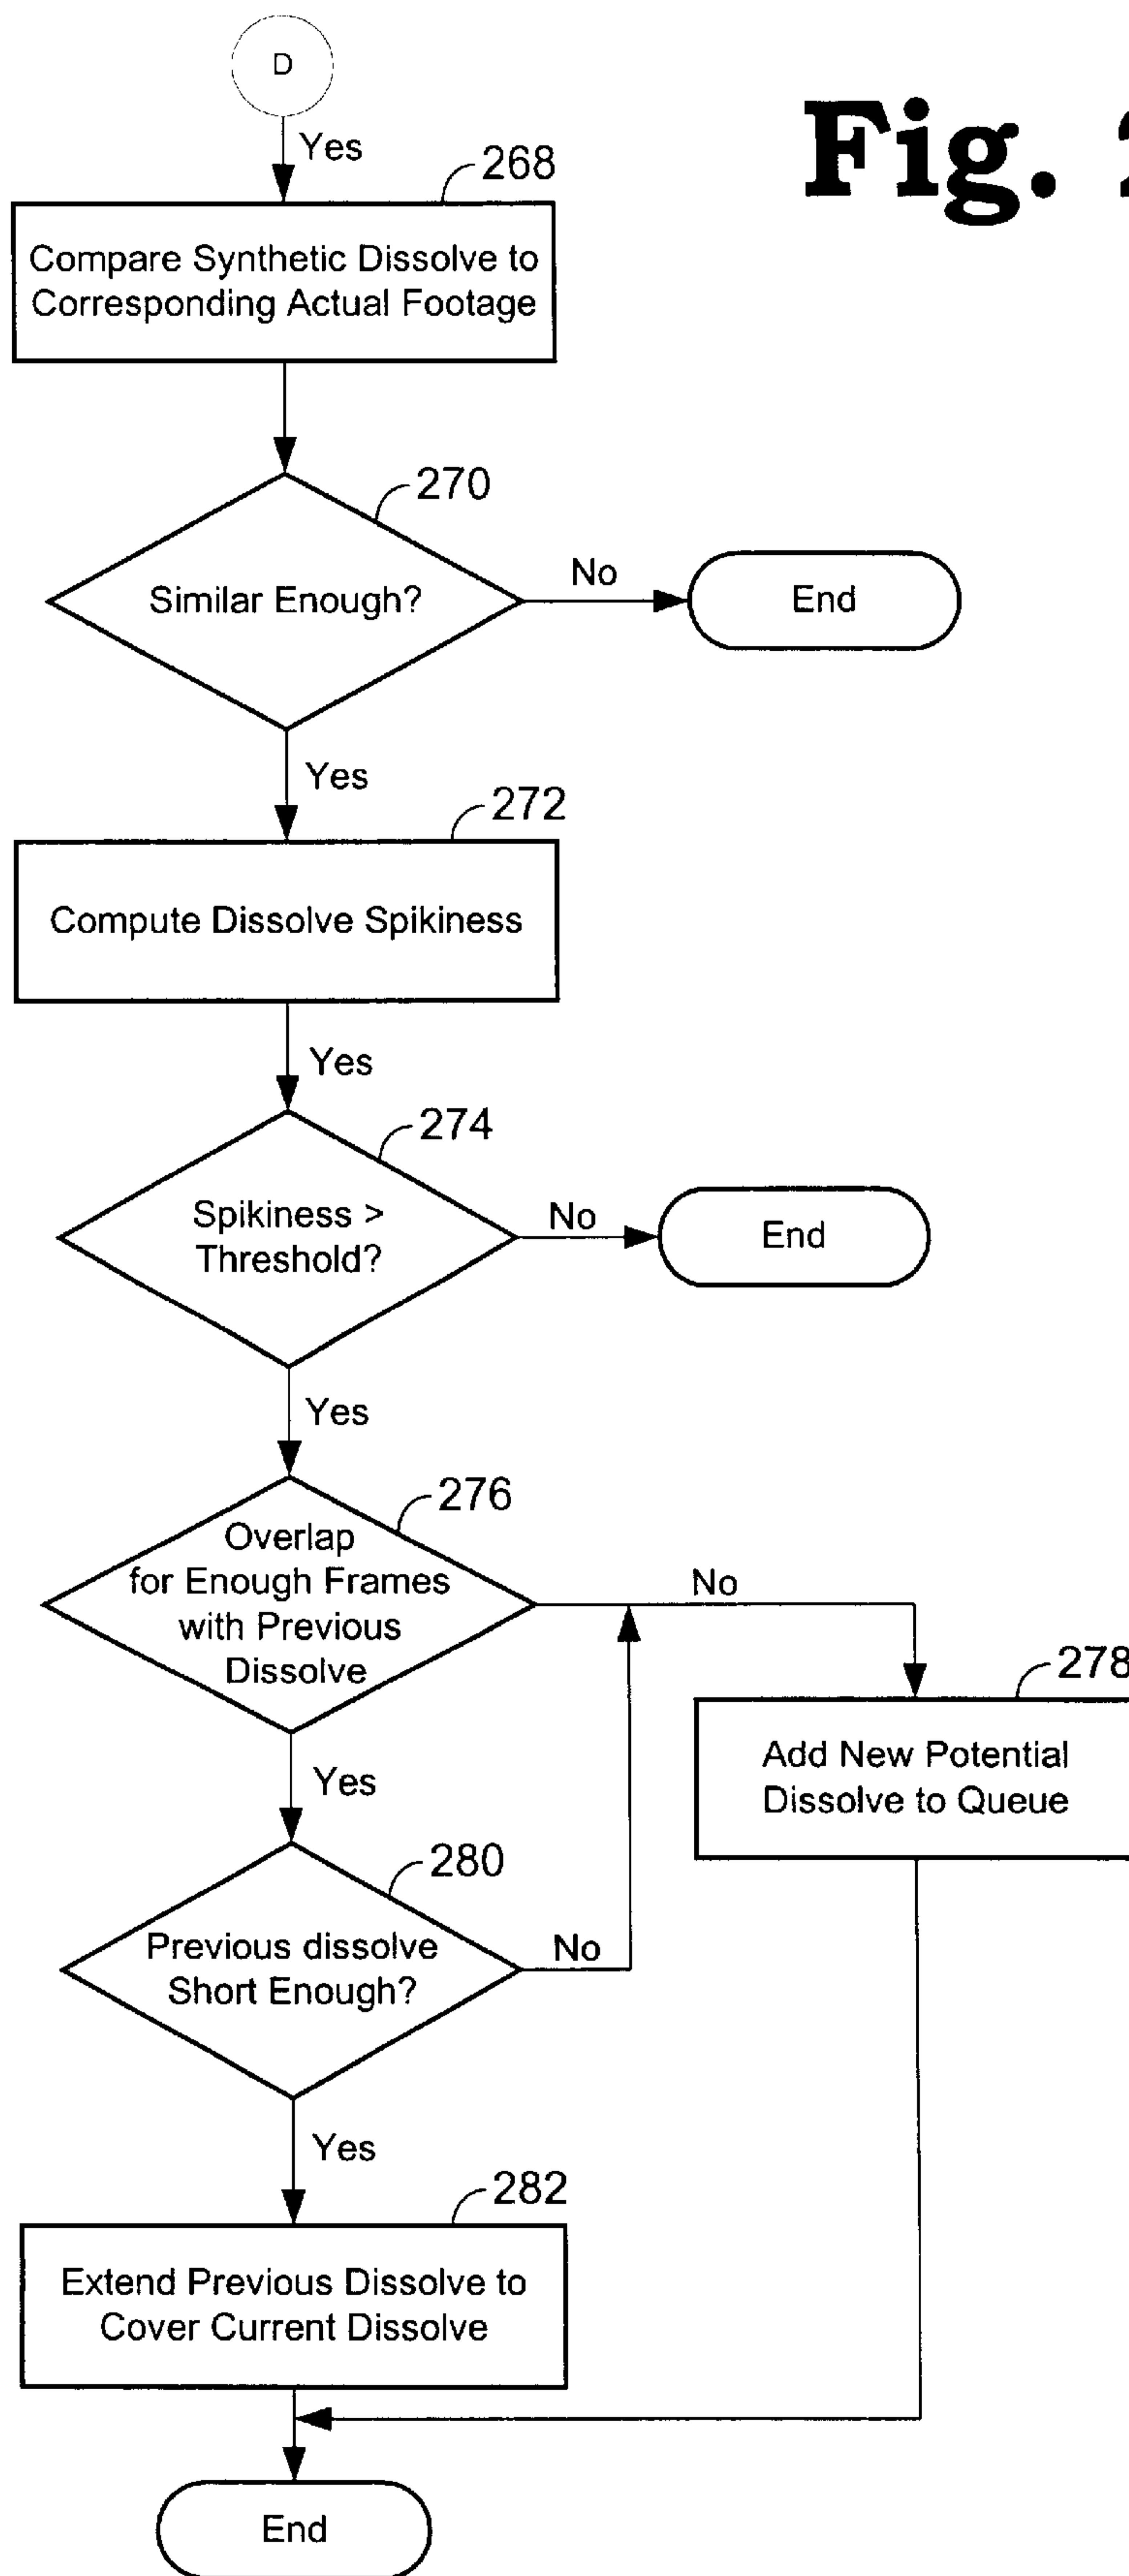 D
Fig. 2
Yes
268
Compare Synthetic Dissolve to
Corresponding Actual Footage
270
Similar Enough?
No
End
Yes
272
Compute Dissolve Spikiness
Yes
274
Spikiness >
Threshold?
No
End
Yes
276
Overlap
for Enough Frames
with Previous
Dissolve
No
278
Add New Potential
Dissolve to Queue
Yes
280
Previous dissolve
Short Enough?
No
Yes
282
Extend Previous Dissolve to
Cover Current Dissolve
End